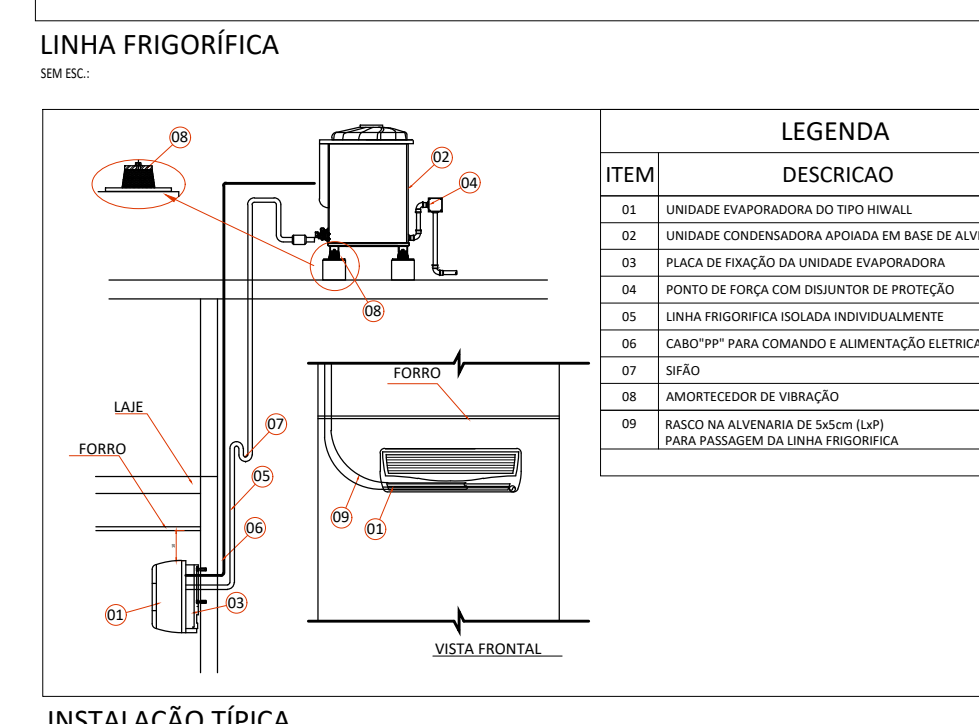 LINHA FRIGORÍFICA
SEM ESC.:
08
02
04
08
LAJE
FORRO
07
05
06
01
03
FORRO
09
01
VISTA FRONTAL
LEGENDA
ITEM DESCRICAO
01 UNIDADE EVAPORADORA DO TIPO HIWALL
02 UNIDADE CONDENSADORA APOIADA EM BASE DE ALV
03 PLACA DE FIXAÇÃO DA UNIDADE EVAPORADORA
04 PONTO DE FORÇA COM DISJUNTOR DE PROTEÇÃO
05 LINHA FRIGORIFICA ISOLADA INDIVIDUALMENTE
06 CABO"PP" PARA COMANDO E ALIMENTAÇÃO ELETRICA
07 SIFÃO
08 AMORTECEDOR DE VIBRAÇÃO
09 RASCO NA ALVENARIA DE 5x5cm (LxP)
PARA PASSAGEM DA LINHA FRIGORIFICA
INSTALAÇÃO TÍPICA